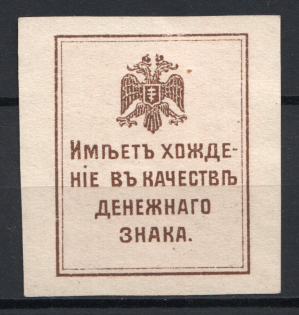 Имѣетъ хожде-
ніе въ качествѣ
денежнаго
знака.